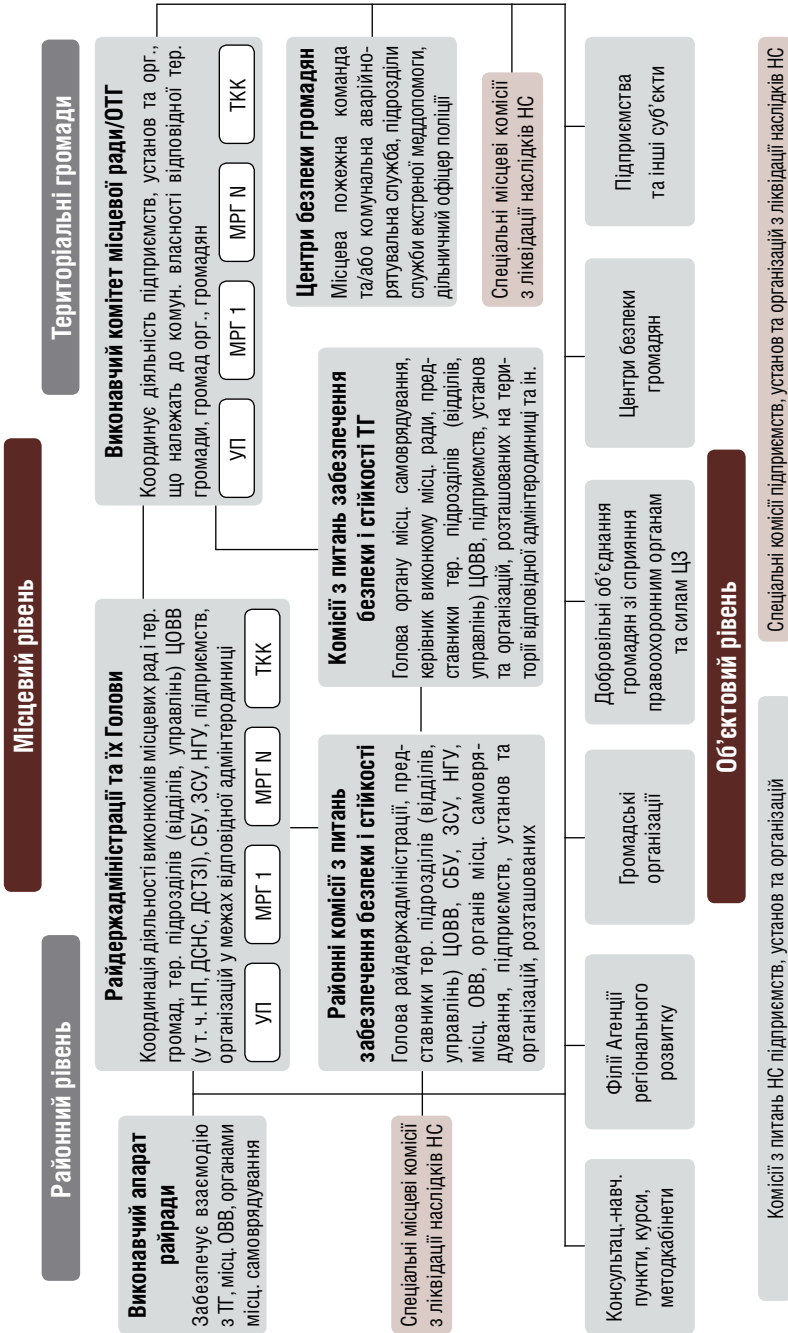 Місцевий рівень
Районний рівень
Територіальні громади
Виконавчий апарат
райради
Забезпечує взаємодію
з ТГ, місц. ОВВ, органами
місц. самоврядування
Райдержадміністрації та їх Голови
Координація діяльності виконкомів місцевих рад і тер.
громад, тер. підрозділів (відділів, управлінь) ЦОВВ
(у т. ч. НП, ДСНС, ДСТЗІ), СБУ, ЗСУ, НГУ, підприємств,
організацій у межах відповідної адмінтеродиниці
УП
МРГ 1
МРГ N
ТКК
Виконавчий комітет місцевої ради/ОТГ
Координує діяльність підприємств, установ та орг.,
що належать до комун. власності відповідної тер.
громади, громад орг., громадян
УП
МРГ 1
МРГ N
ТКК
Спеціальні місцеві комісії
з ліквідації наслідків НС
Районні комісії з питань
забезпечення безпеки і стійкості
Голова райдержадміністрації, пред-
ставники тер. підрозділів (відділів,
управлінь) ЦОВВ, СБУ, ЗСУ, НГУ,
місц. ОВВ, органів місц. самовря-
дування, підприємств, установ та
організацій, розташованих
Комісії з питань забезпечення
безпеки і стійкості ТГ
Голова органу місц. самоврядування,
керівник виконкому місц. ради, пред-
ставники тер. підрозділів (відділів,
управлінь) ЦОВВ, підприємств, установ
та організацій, розташованих на тери-
торії відповідної адмінтеродиниці та ін.
Центри безпеки громадян
Місцева пожежна команда
та/або комунальна аварійно-
рятувальна служба, підрозділи
служби екстреної меддопомоги,
дільничний офіцер поліції
Спеціальні місцеві комісії
з ліквідації наслідків НС
Консультац.-навч.
пункти, курси,
методкабінети
Філії Агенції
регіонального
розвитку
Громадські
організації
Добровільні об’єднання
громадян зі сприяння
правоохоронним органам
та силам ЦЗ
Центри безпеки
громадян
Підприємства
та інші суб’єкти
Об’єктовий рівень
Комісії з питань НС підприємств, установ та організацій
Спеціальні комісії підприємств, установ та організацій з ліквідації наслідків НС